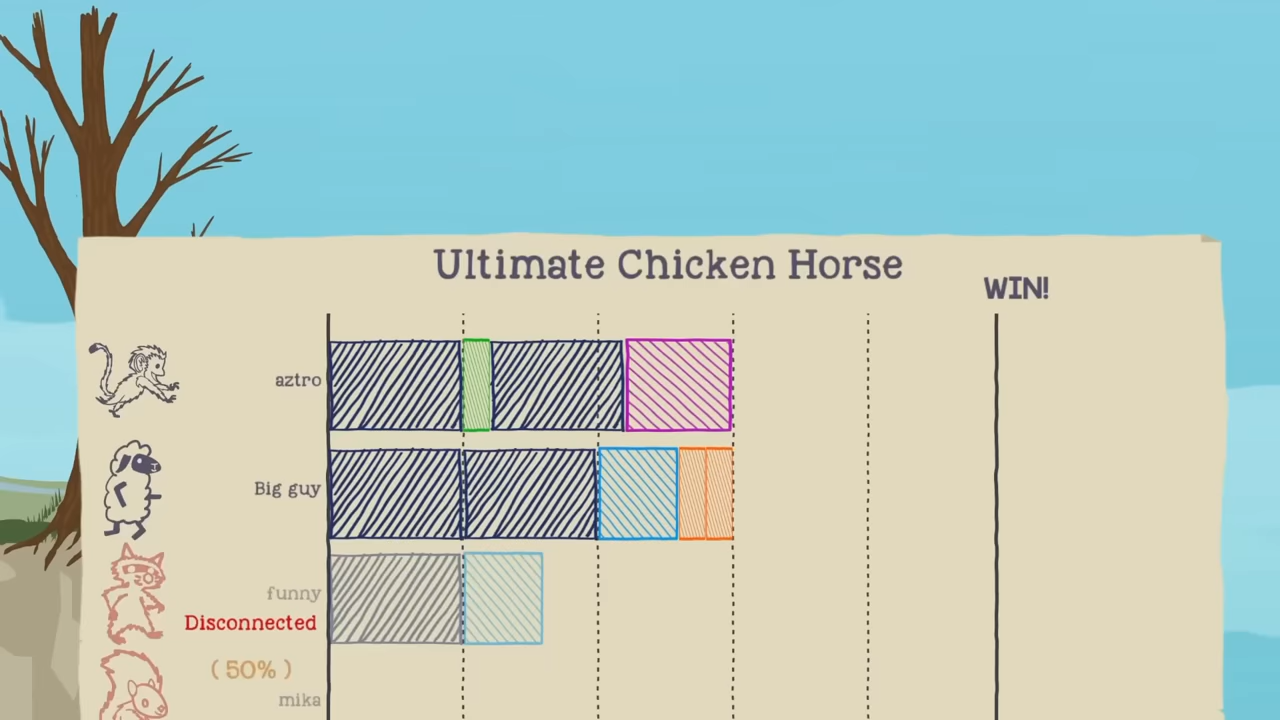 Ultimate Chicken Horse
WIN!
aztro
Big guy
funny
Disconnected
( 50% )
mika